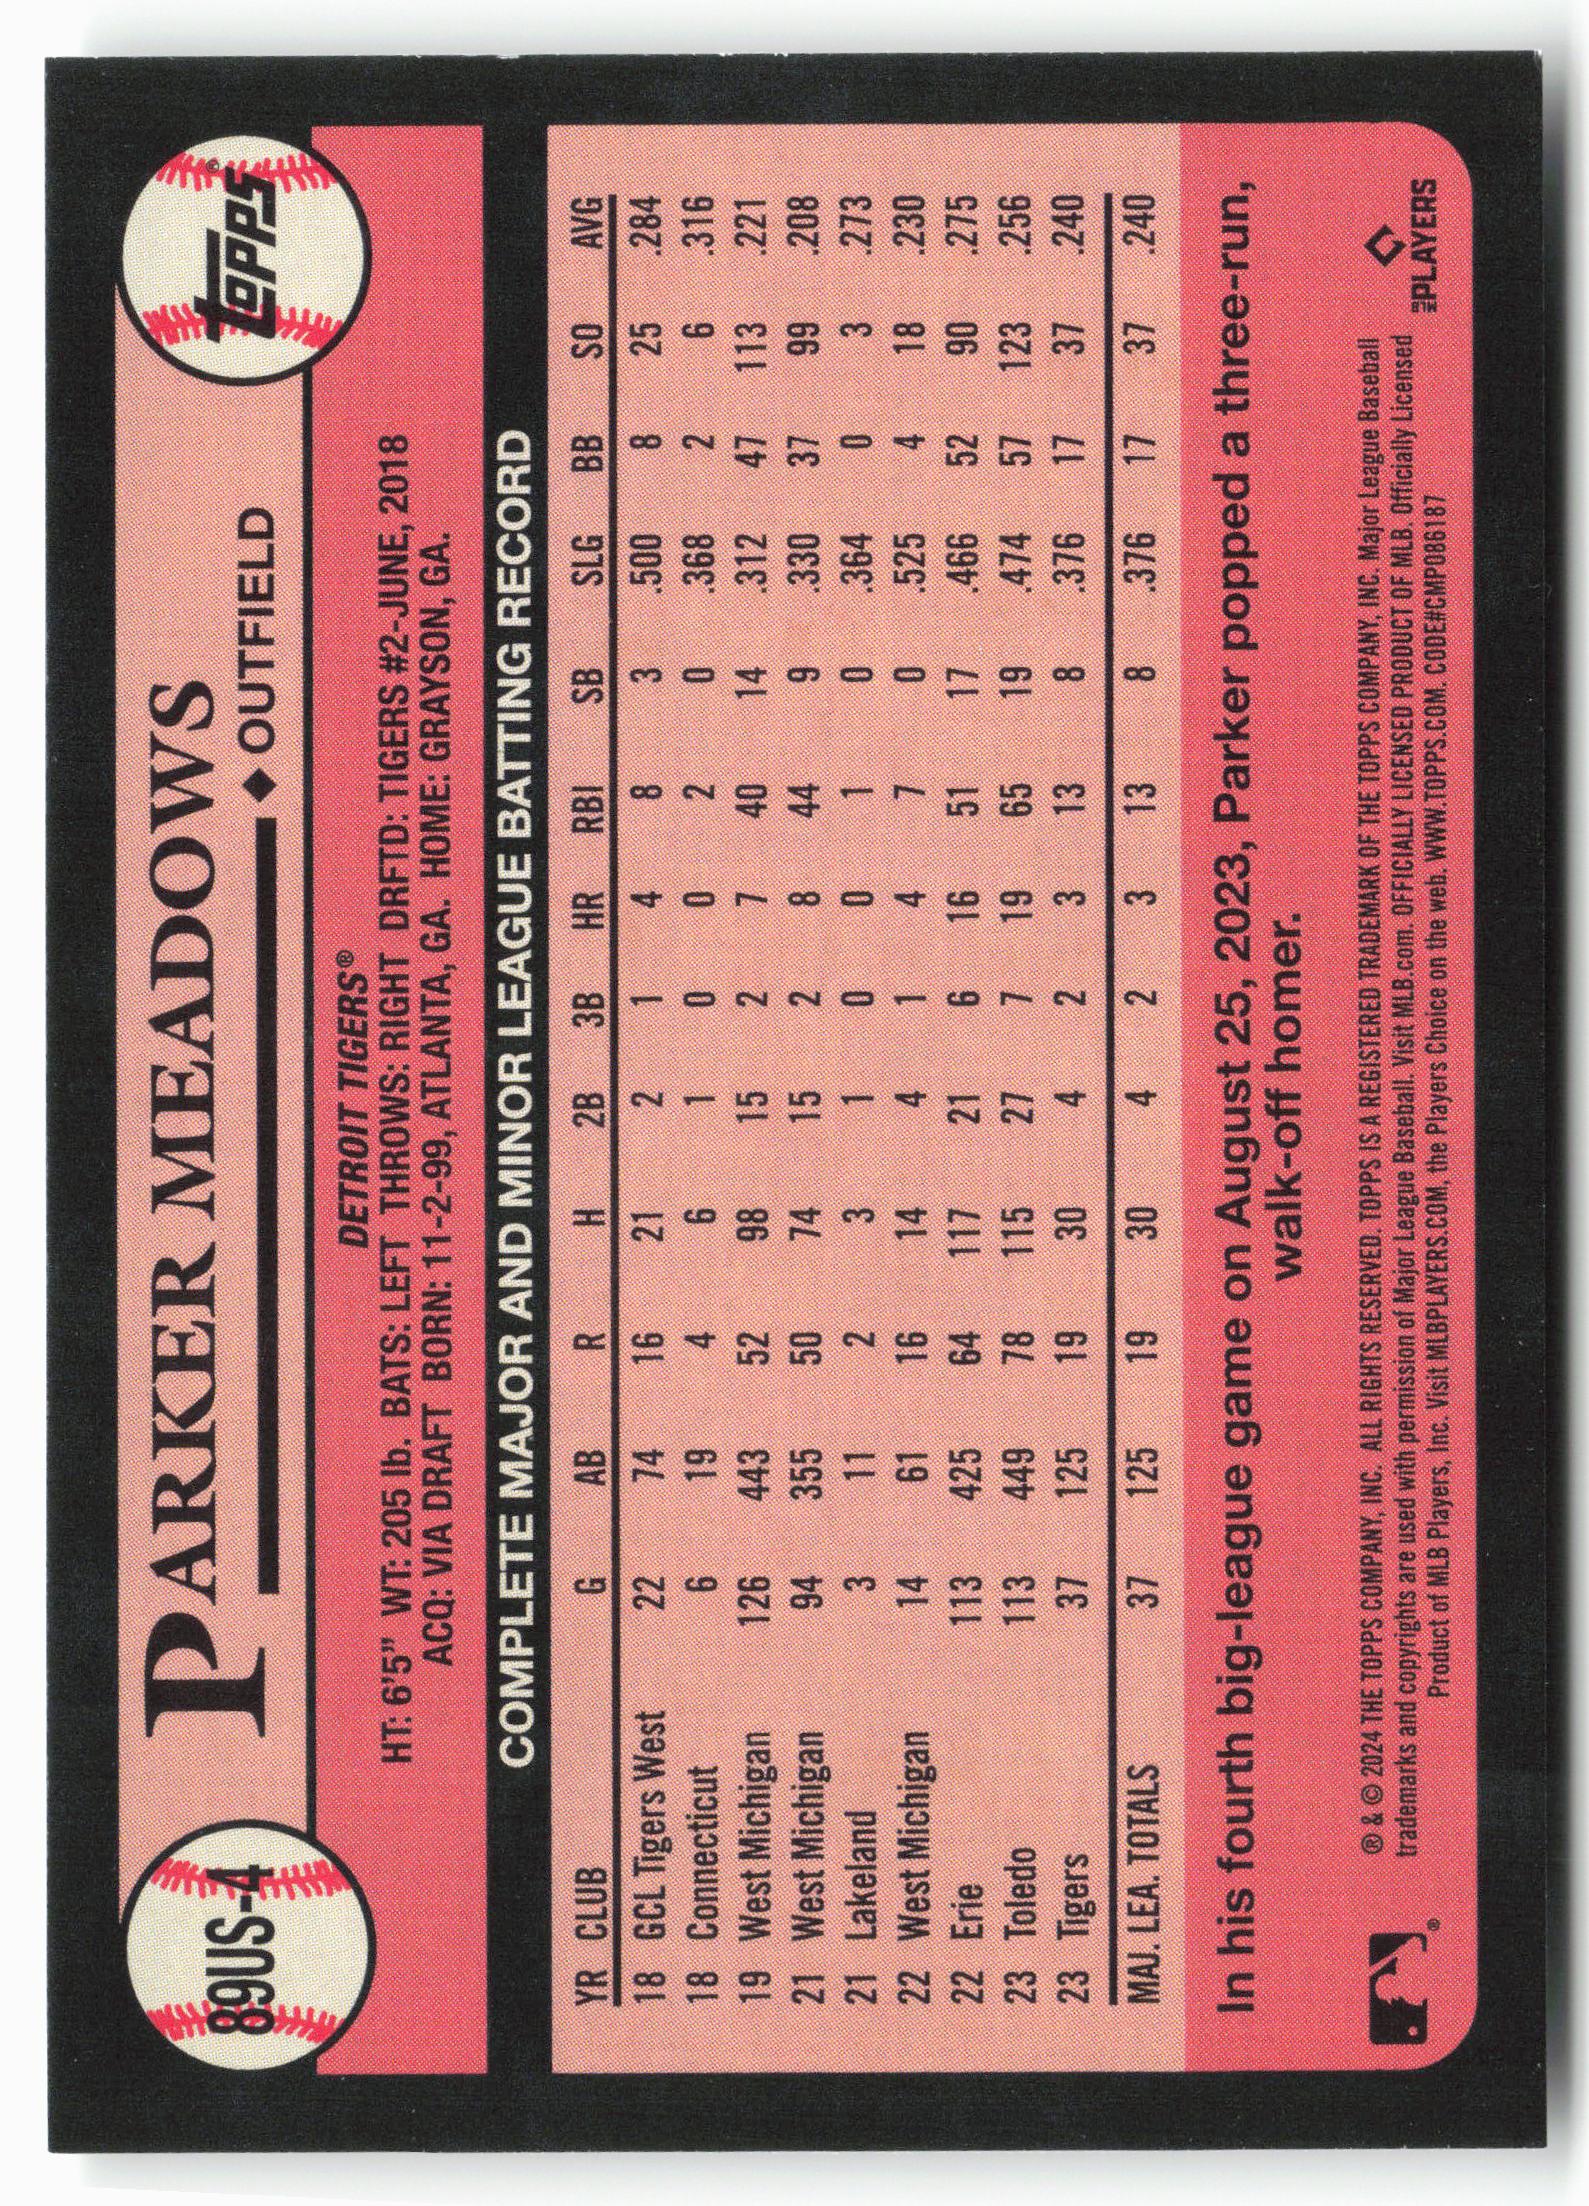 89US-4
PARKER MEADOWS
◆ OUTFIELD
TOPPS®
DETROIT TIGERS®
HT: 6'5" WT: 205 lb. BATS: LEFT THROWS: RIGHT DRFTD: TIGERS #2-JUNE, 2018
ACQ: VIA DRAFT BORN: 11-2-99, ATLANTA, GA. HOME: GRAYSON, GA.
COMPLETE MAJOR AND MINOR LEAGUE BATTING RECORD
YR CLUB G AB R H 2B 3B HR RBI SB SLG BB SO AVG
18 GCL Tigers West 22 74 16 21 2 1 4 8 3 .500 8 25 .284
18 Connecticut 6 19 4 6 1 0 0 2 0 .368 2 6 .316
19 West Michigan 126 443 52 98 15 2 7 40 14 .312 47 113 .221
21 West Michigan 94 355 50 74 15 2 8 44 9 .330 37 99 .208
21 Lakeland 3 11 2 3 1 0 0 1 0 .364 0 3 .273
22 West Michigan 14 61 16 14 4 1 4 7 0 .525 4 18 .230
22 Erie 113 425 64 117 21 6 16 51 17 .466 52 90 .275
23 Toledo 113 449 78 115 27 7 19 65 19 .474 57 123 .256
23 Tigers 37 125 19 30 4 2 3 13 8 .376 17 37 .240
MAJ. LEA. TOTALS 37 125 19 30 4 2 3 13 8 .376 17 37 .240
In his fourth big-league game on August 25, 2023, Parker popped a three-run,
walk-off homer.
® & © 2024 THE TOPPS COMPANY, INC. ALL RIGHTS RESERVED. TOPPS IS A REGISTERED TRADEMARK OF THE TOPPS COMPANY, INC. Major League Baseball
trademarks and copyrights are used with permission of Major League Baseball. Visit MLB.com. OFFICIALLY LICENSED PRODUCT OF MLB. Officially Licensed
Product of MLB Players, Inc. Visit MLBPLAYERS.COM, the Players Choice on the web. WWW.TOPPS.COM. CODE#CMP086187
®
MLB PLAYERS